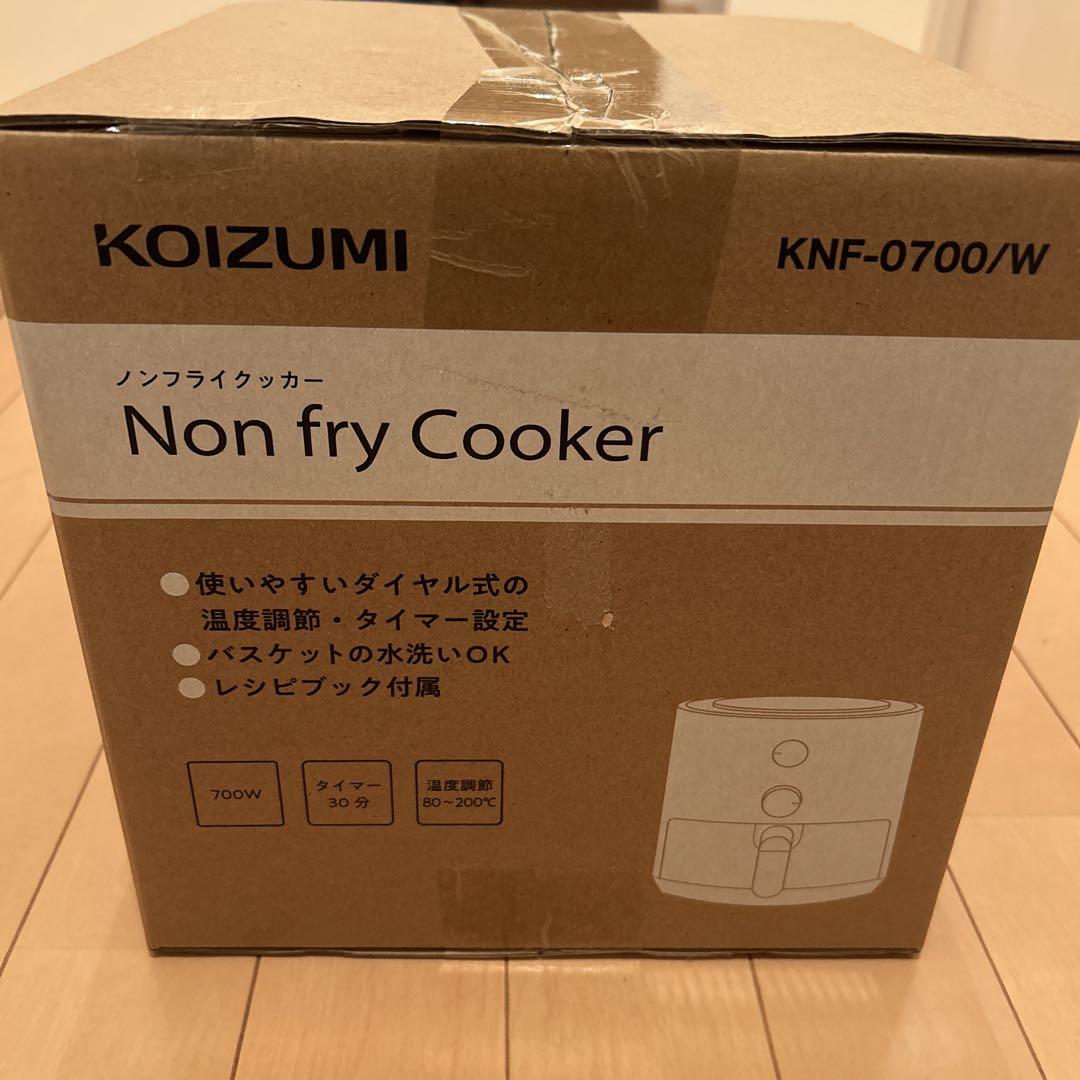 KOIZUMI
KNF-0700/W
ノンフライクッカー
Non fry Cooker
使いやすいダイヤル式の
温度調節・タイマー設定
バスケットの水洗いOK
レシピブック付属
700W
タイマー
30分
温度調節
80~200℃